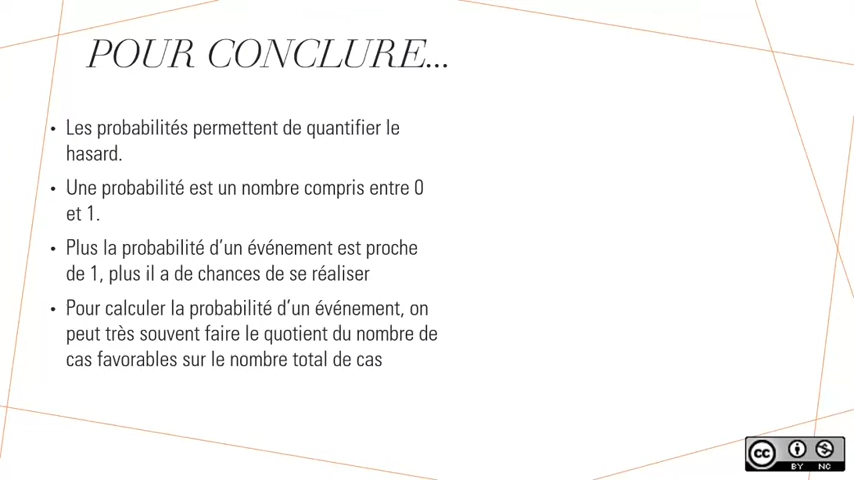 POUR CONCLURE...
• Les probabilités permettent de quantifier le
hasard.
• Une probabilité est un nombre compris entre 0
et 1.
• Plus la probabilité d'un événement est proche
de 1, plus il a de chances de se réaliser
• Pour calculer la probabilité d'un événement, on
peut très souvent faire le quotient du nombre de
cas favorables sur le nombre total de cas
cc
BY NC